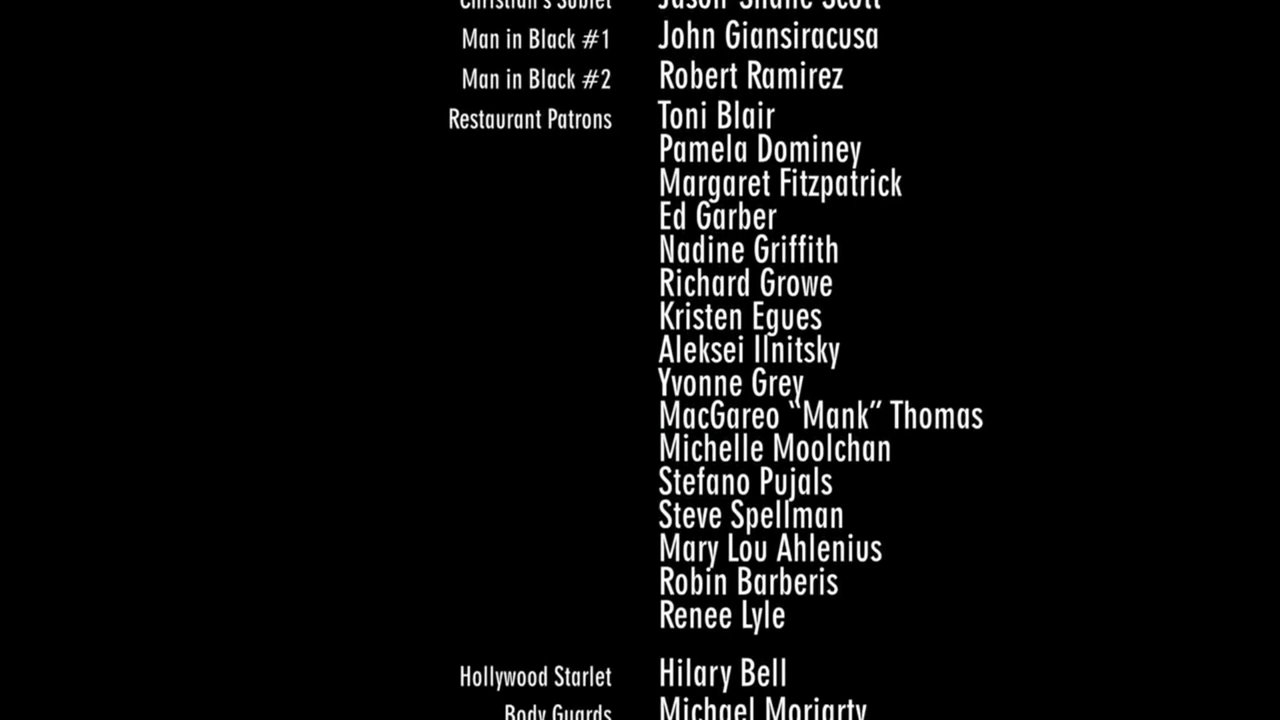 Christian's Sublet Jason-Shane Scott
Man in Black #1 John Giansiracusa
Man in Black #2 Robert Ramirez
Restaurant Patrons Toni Blair
Pamela Dominey
Margaret Fitzpatrick
Ed Garber
Nadine Griffith
Richard Growe
Kristen Egues
Aleksei Ilnitsky
Yvonne Grey
MacGareo “Mank” Thomas
Michelle Moolchan
Stefano Pujals
Steve Spellman
Mary Lou Ahlenius
Robin Barberis
Renee Lyle
Hollywood Starlet Hilary Bell
Body Guards Michael Moriarty